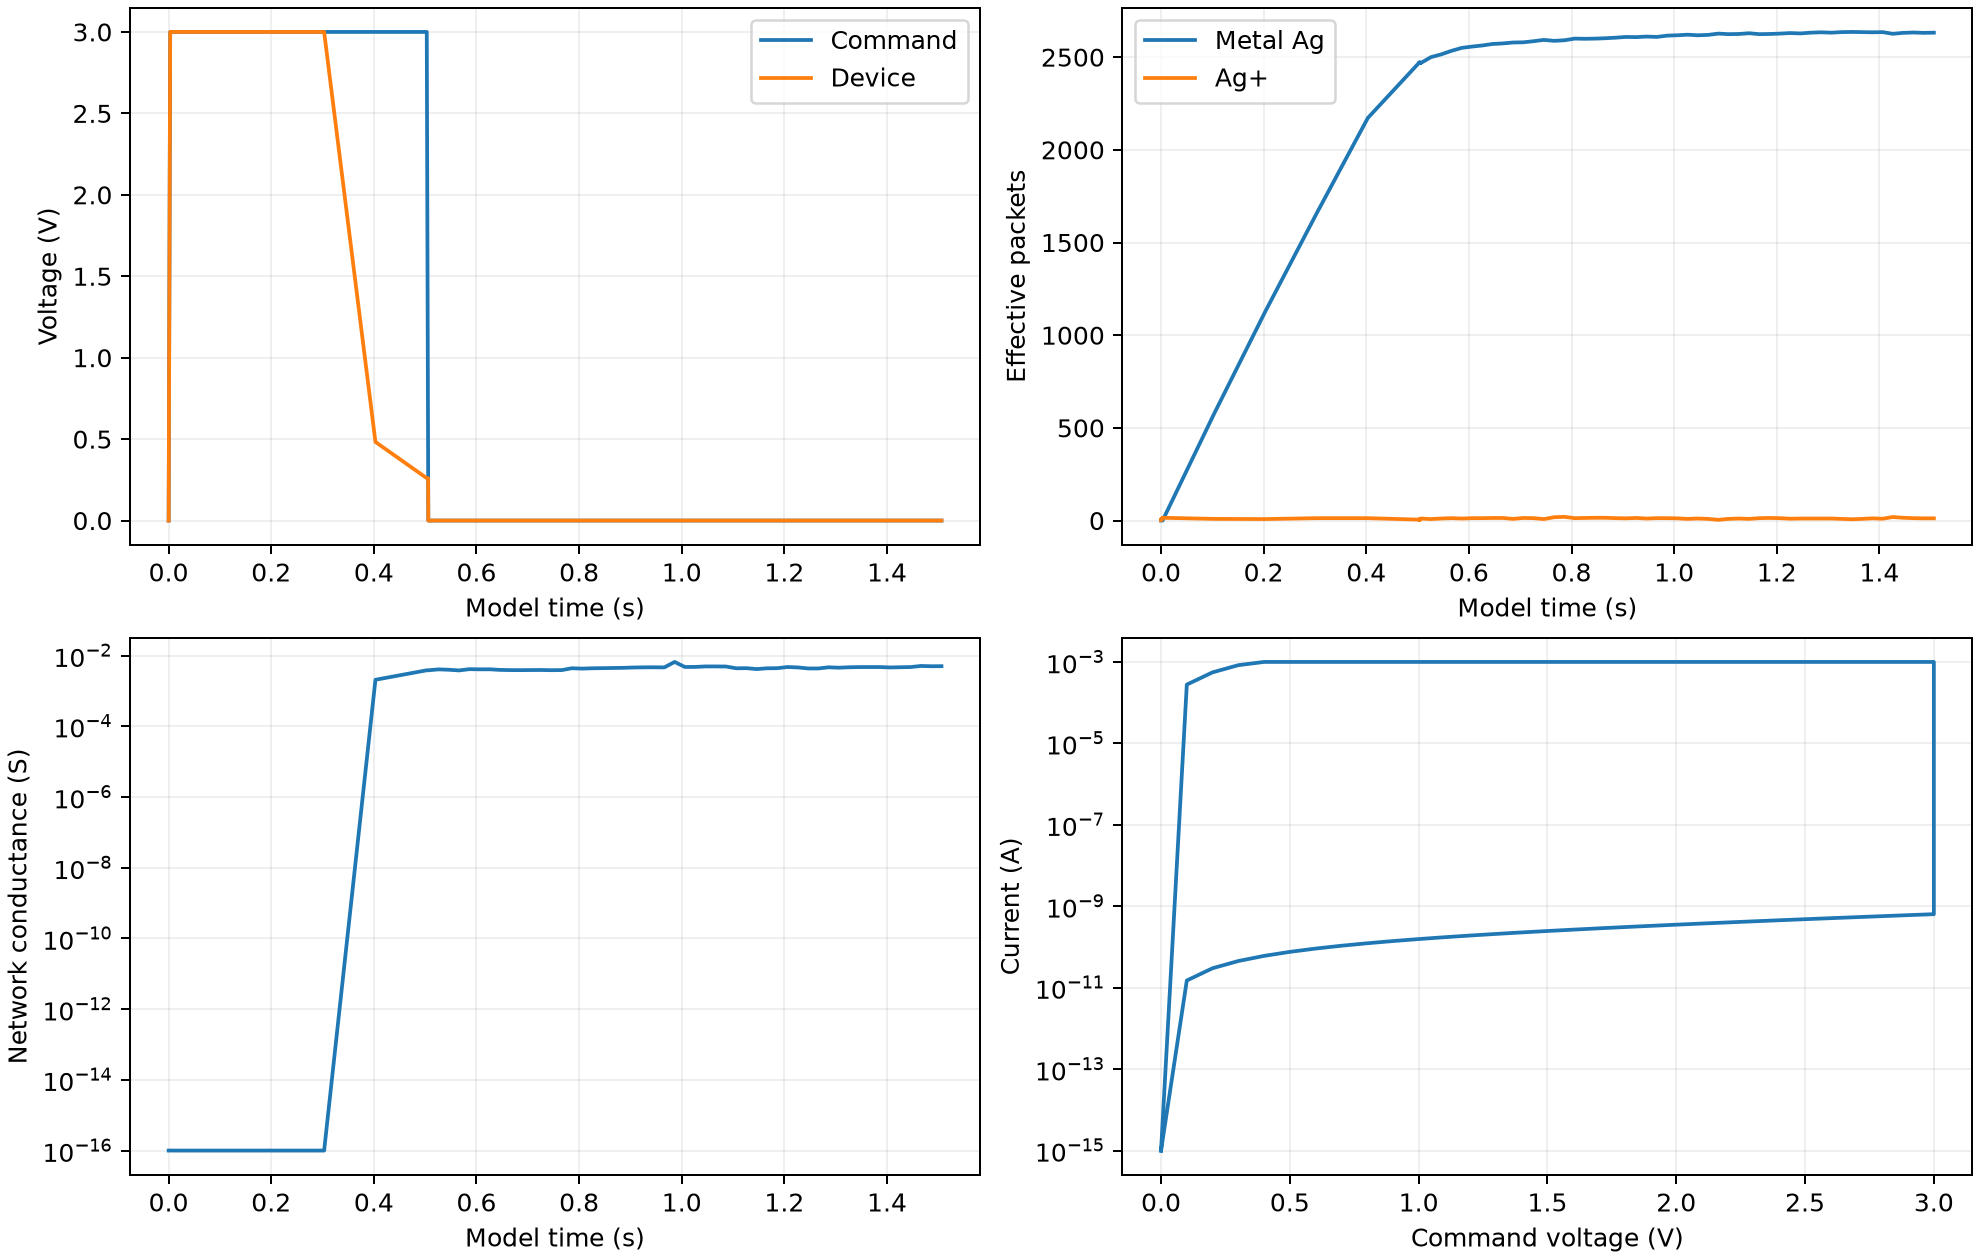 3.0
2.5
2.0
1.5
1.0
0.5
0.0
Voltage (V)
Command
Device
0.0 0.2 0.4 0.6 0.8 1.0 1.2 1.4
Model time (s)
2500
2000
1500
1000
500
0
Effective packets
Metal Ag
Ag+
0.0 0.2 0.4 0.6 0.8 1.0 1.2 1.4
Model time (s)
10⁻²
10⁻⁴
10⁻⁶
10⁻⁸
10⁻¹⁰
10⁻¹²
10⁻¹⁴
10⁻¹⁶
Network conductance (S)
0.0 0.2 0.4 0.6 0.8 1.0 1.2 1.4
Model time (s)
10⁻³
10⁻⁵
10⁻⁷
10⁻⁹
10⁻¹¹
10⁻¹³
10⁻¹⁵
Current (A)
0.0 0.5 1.0 1.5 2.0 2.5 3.0
Command voltage (V)